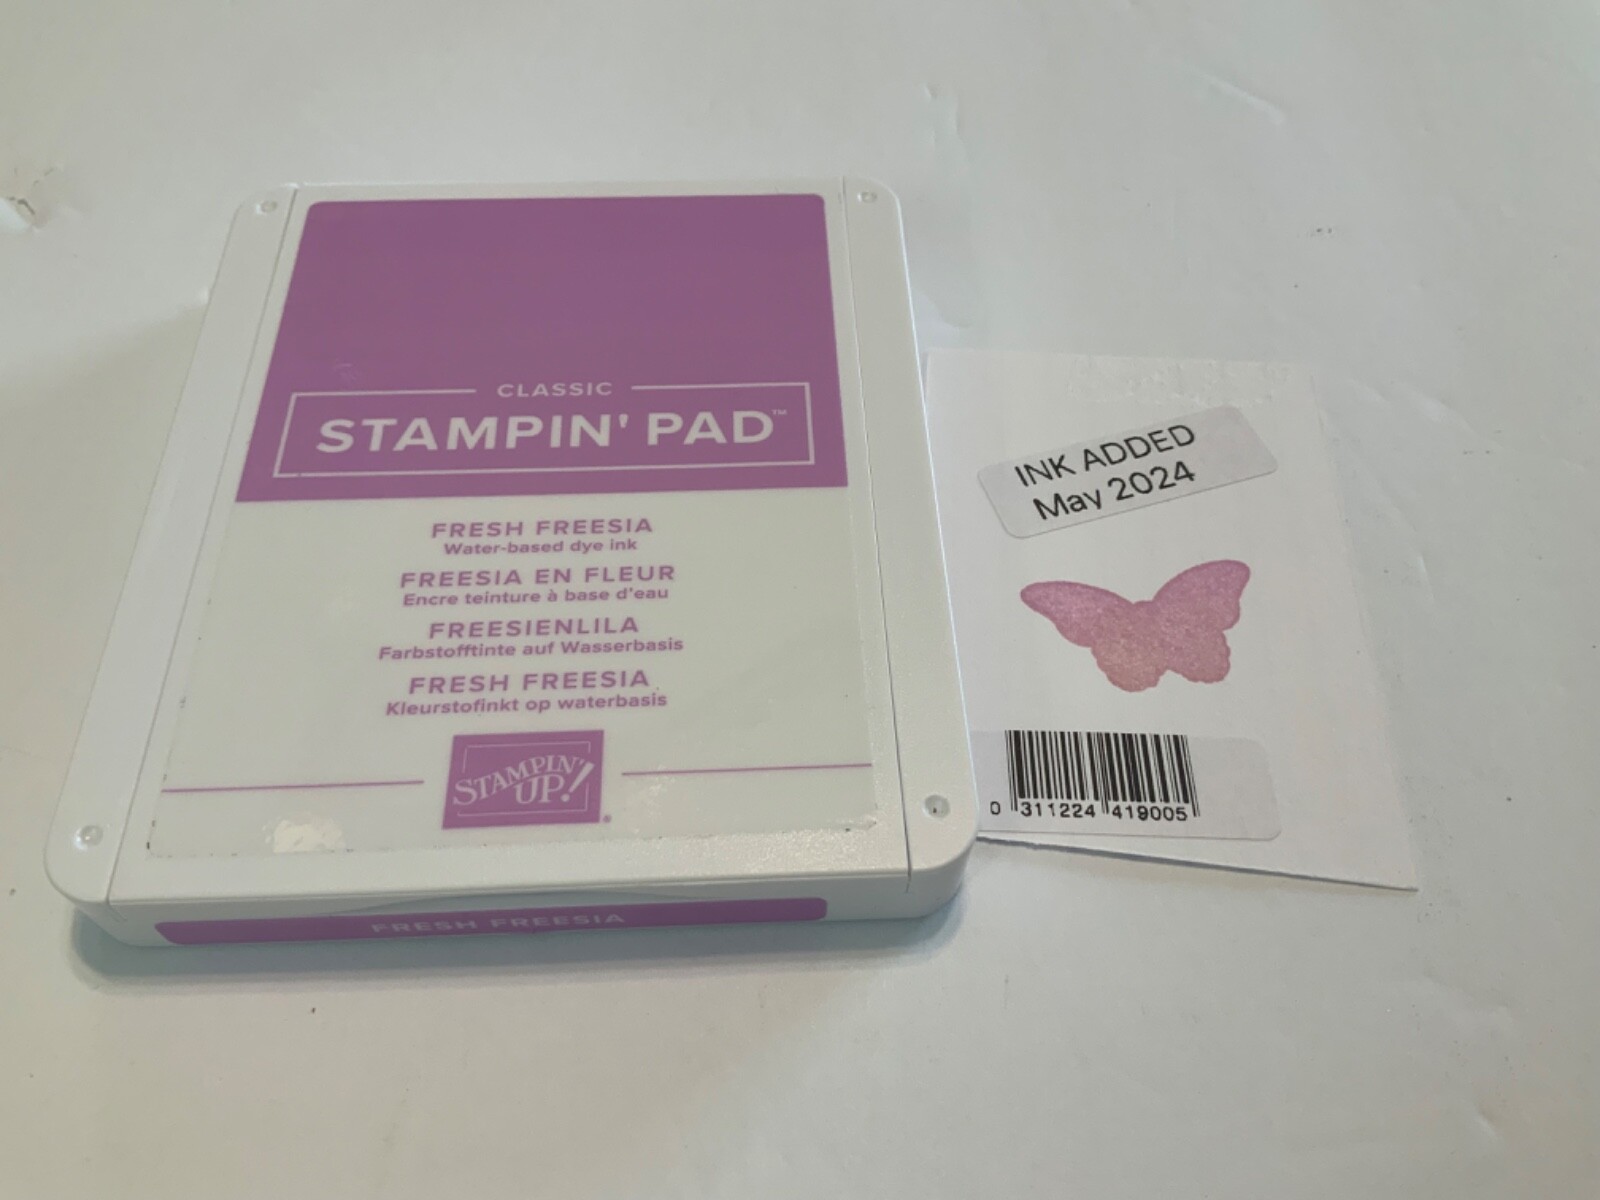 CLASSIC
STAMPIN' PAD™
FRESH FREESIA
Water-based dye ink
FREESIA EN FLEUR
Encre teinture à base d'eau
FREESIENLILA
Farbstofftinte auf Wasserbasis
FRESH FREESIA
Kleurstofinkt op waterbasis
STAMPIN'
UP!
FRESH FREESIA
INK ADDED
May 2024
0 311224 419005